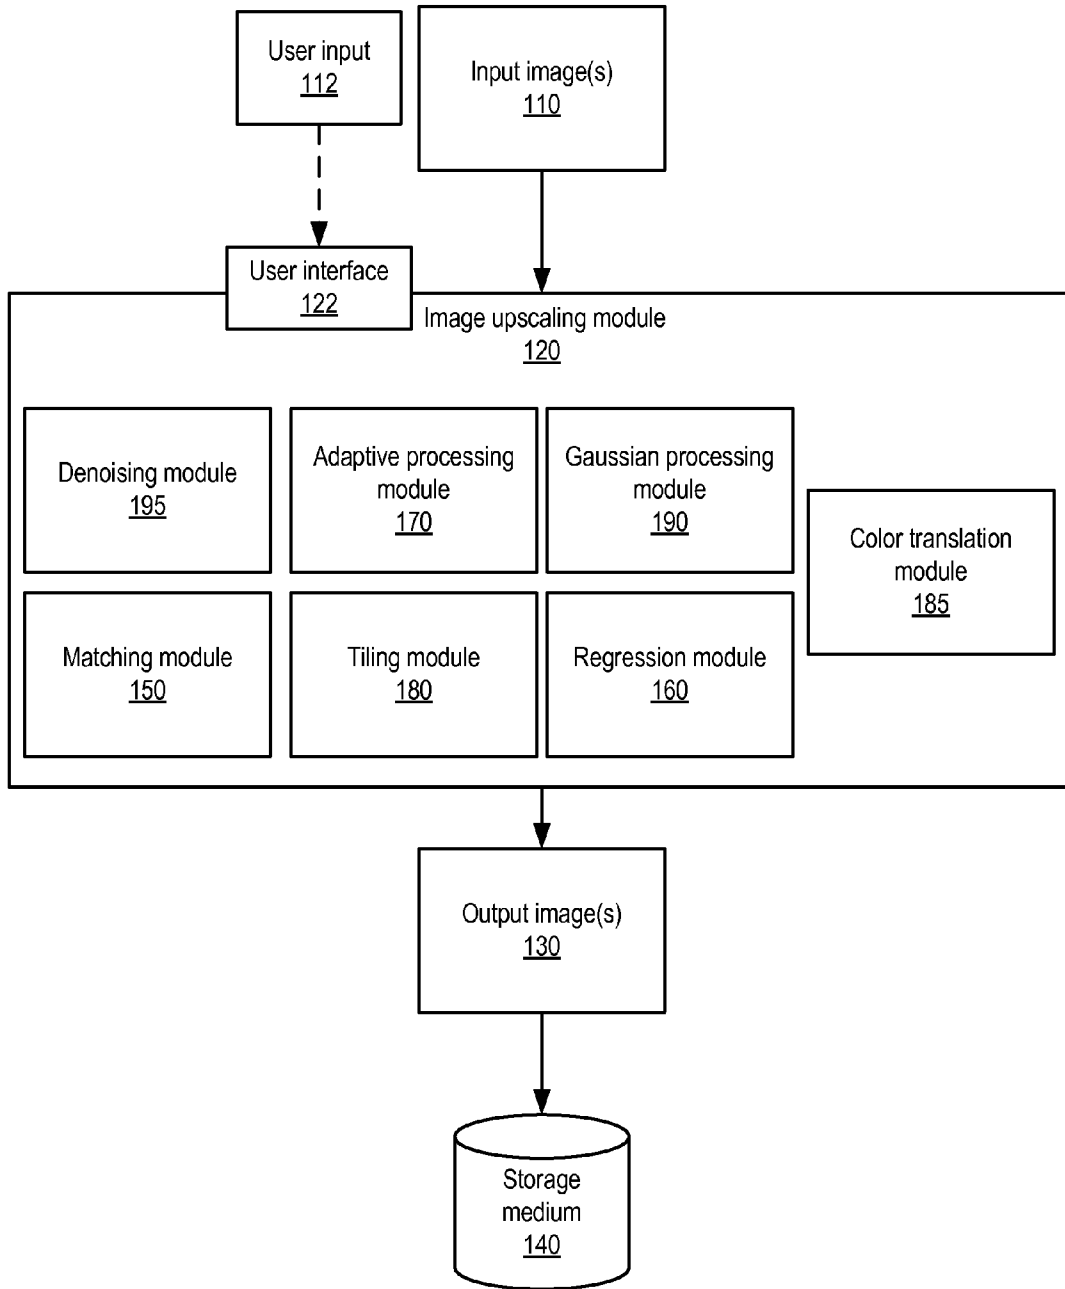 User input
112
Input image(s)
110
User interface
122
Image upscaling module
120
Denoising module
195
Adaptive processing
module
170
Gaussian processing
module
190
Color translation
module
185
Matching module
150
Tiling module
180
Regression module
160
Output image(s)
130
Storage
medium
140